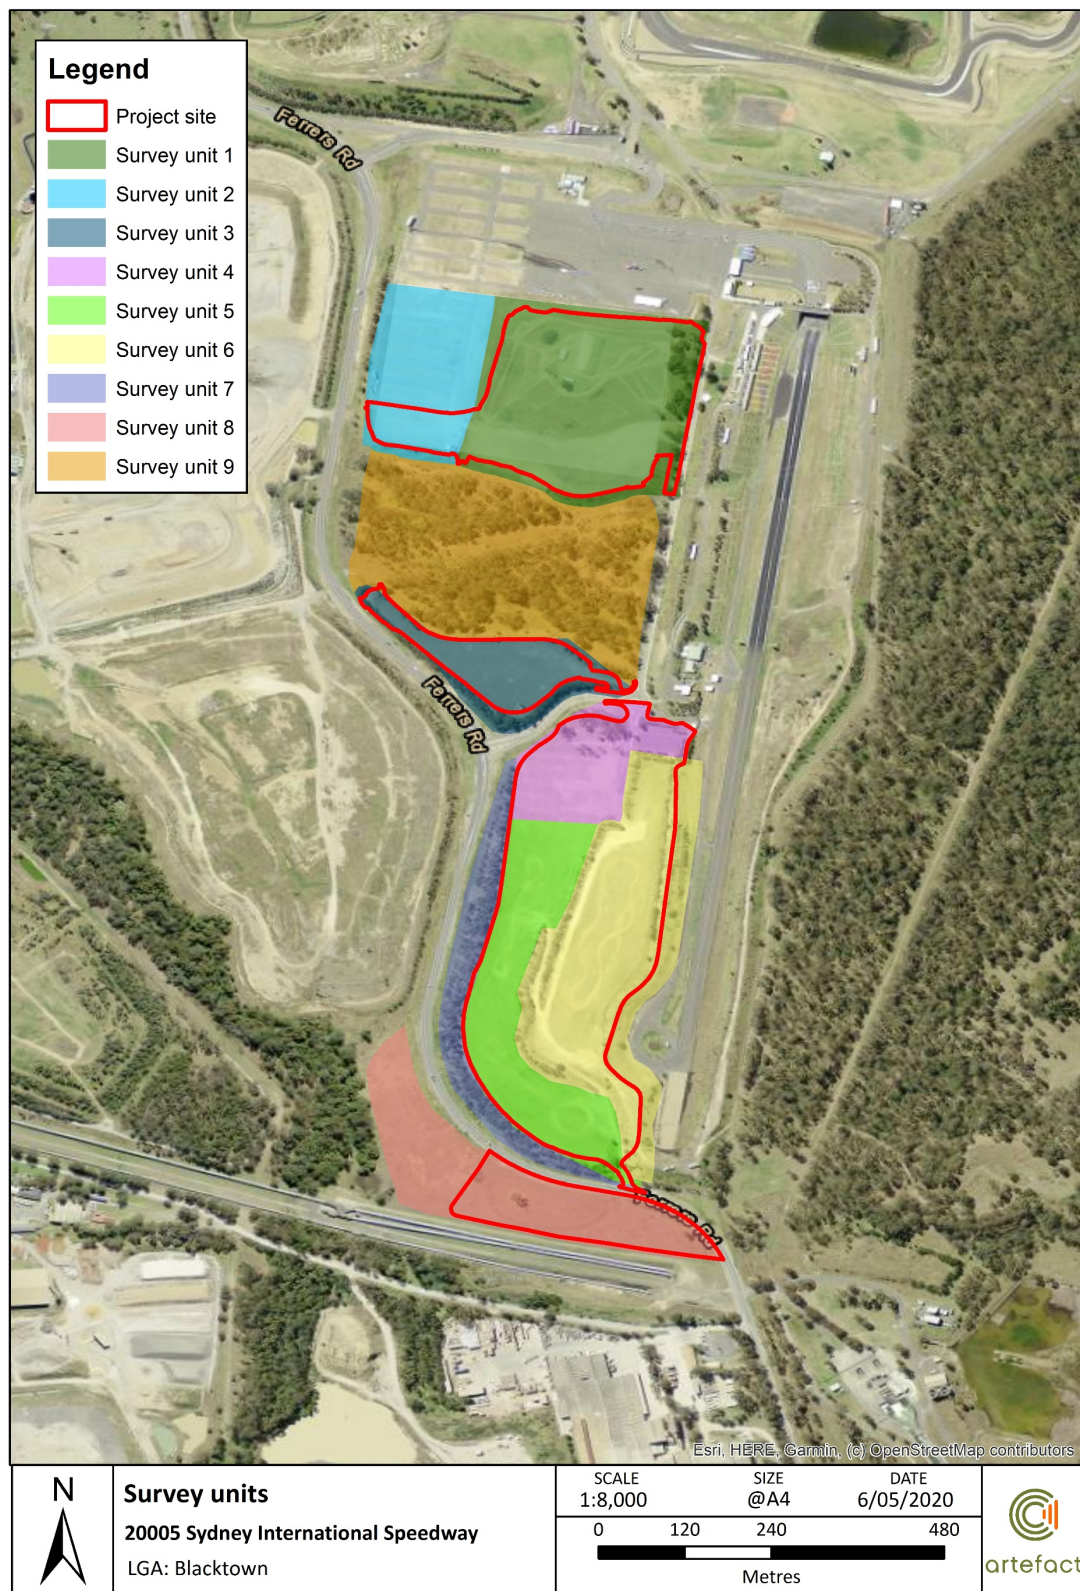 Legend
Project site
Survey unit 1
Survey unit 2
Survey unit 3
Survey unit 4
Survey unit 5
Survey unit 6
Survey unit 7
Survey unit 8
Survey unit 9
Ferrers Rd
Ferrers Rd
Ferrers Rd
Esri, HERE, Garmin, (c) OpenStreetMap contributors
N
Survey units
20005 Sydney International Speedway
LGA: Blacktown
SCALE
1:8,000
SIZE
@A4
DATE
6/05/2020
0 120 240 480
Metres
artefact